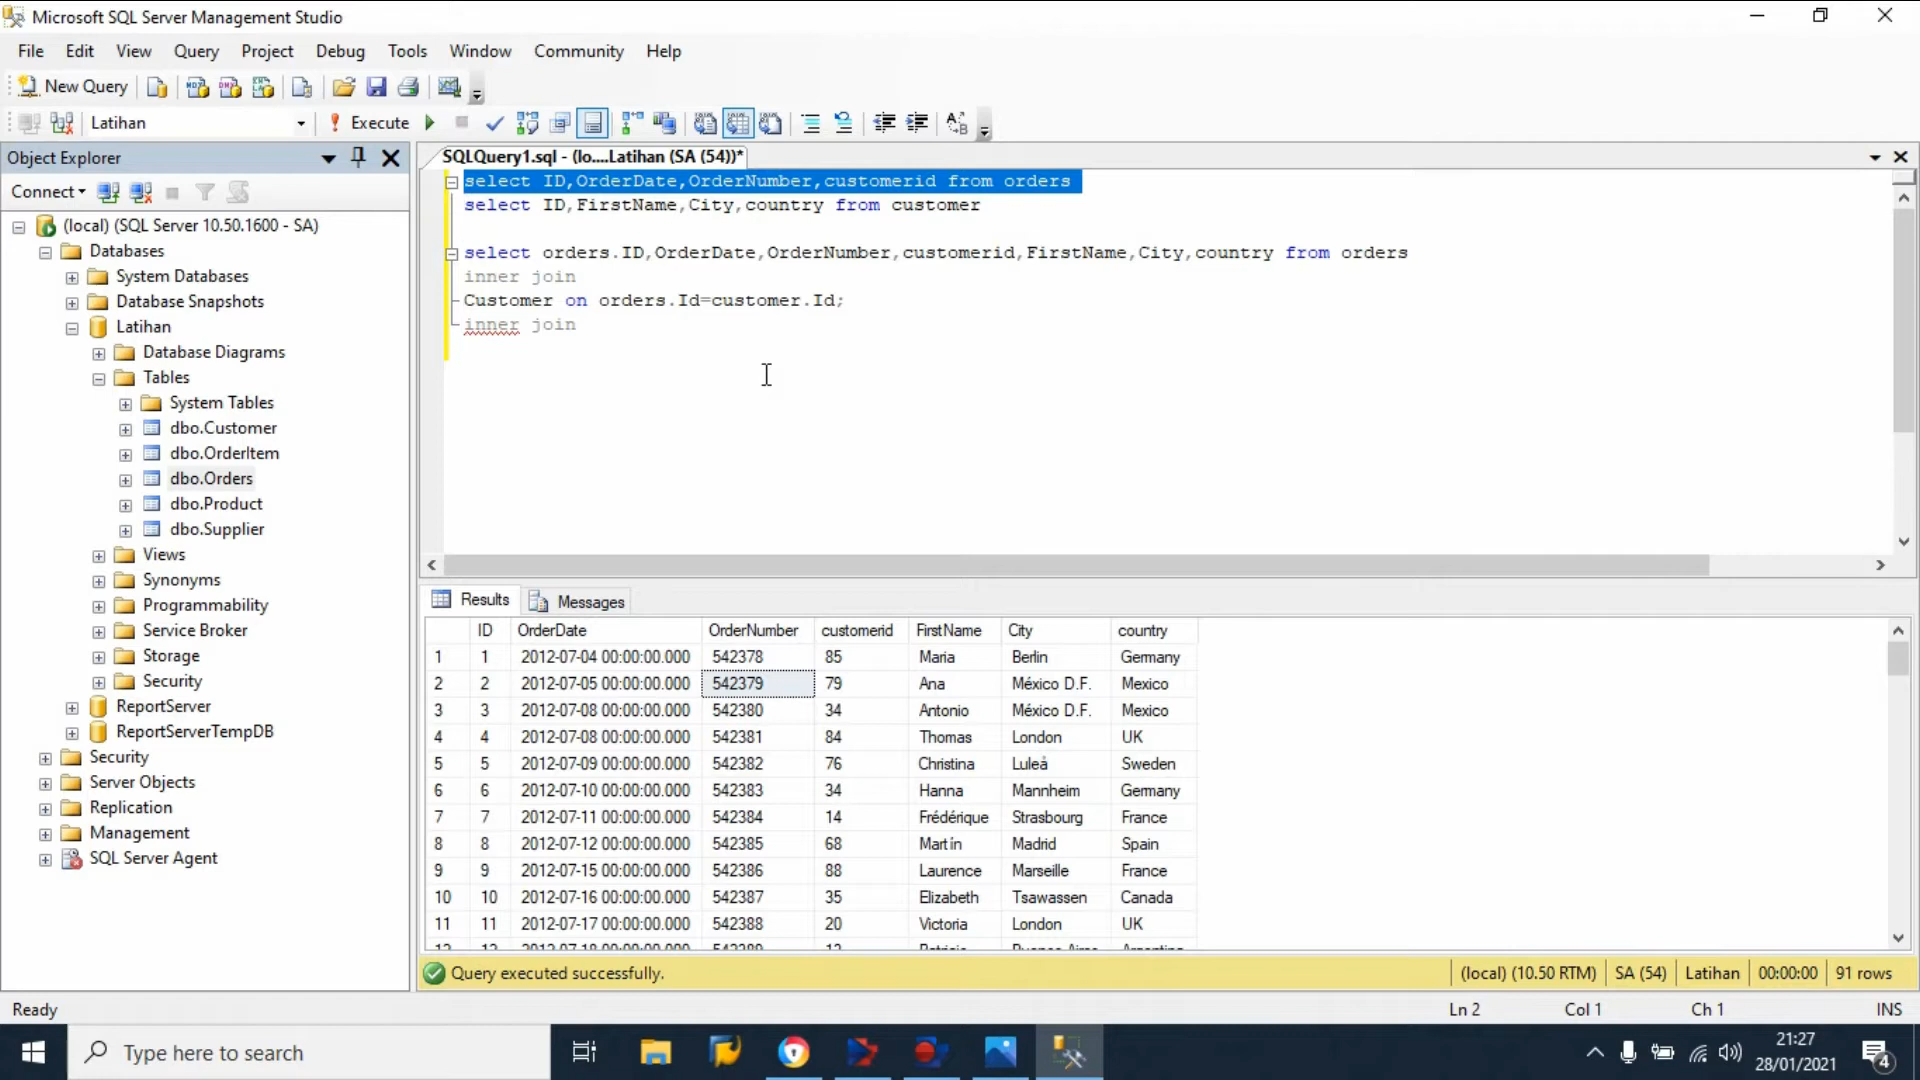 Microsoft SQL Server Management Studio
File Edit View Query Project Debug Tools Window Community Help
New Query
Latihan Execute
Object Explorer
SQLQuery1.sql - (lo....Latihan (SA (54))*
Connect
(local) (SQL Server 10.50.1600 - SA)
Databases
System Databases
Database Snapshots
Latihan
Database Diagrams
Tables
System Tables
dbo.Customer
dbo.OrderItem
dbo.Orders
dbo.Product
dbo.Supplier
Views
Synonyms
Programmability
Service Broker
Storage
Security
ReportServer
ReportServerTempDB
Security
Server Objects
Replication
Management
SQL Server Agent
select ID,OrderDate,OrderNumber,customerid from orders
select ID,FirstName,City,country from customer
select orders.ID,OrderDate,OrderNumber,customerid,FirstName,City,country from orders
inner join
Customer on orders.Id=customer.Id;
inner join
Results Messages
ID OrderDate OrderNumber customerid FirstName City country
1 1 2012-07-04 00:00:00.000 542378 85 Maria Berlin Germany
2 2 2012-07-05 00:00:00.000 542379 79 Ana México D.F. Mexico
3 3 2012-07-08 00:00:00.000 542380 34 Antonio México D.F. Mexico
4 4 2012-07-08 00:00:00.000 542381 84 Thomas London UK
5 5 2012-07-09 00:00:00.000 542382 76 Christina Luleå Sweden
6 6 2012-07-10 00:00:00.000 542383 34 Hanna Mannheim Germany
7 7 2012-07-11 00:00:00.000 542384 14 Frédérique Strasbourg France
8 8 2012-07-12 00:00:00.000 542385 68 Martín Madrid Spain
9 9 2012-07-15 00:00:00.000 542386 88 Laurence Marseille France
10 10 2012-07-16 00:00:00.000 542387 35 Elizabeth Tsawassen Canada
11 11 2012-07-17 00:00:00.000 542388 20 Victoria London UK
Query executed successfully. (local) (10.50 RTM) SA (54) Latihan 00:00:00 91 rows
Ready Ln 2 Col 1 Ch 1 INS
Type here to search
21:27
28/01/2021
4